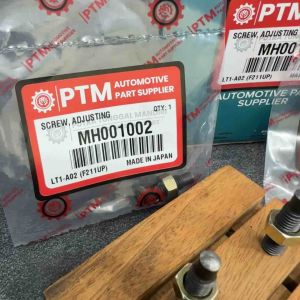 PTM
AUTOMOTIVE
PART SUPPLIER
SCREW, ADJUSTING
QTY: 1
MH001002
MADE IN JAPAN
LT1-A02 (F211UP)
PTM
AUTOMOTIVE
PART SUPPLIER
SCREW, ADJUSTING
MH00
LT1-A02 (F211UP)